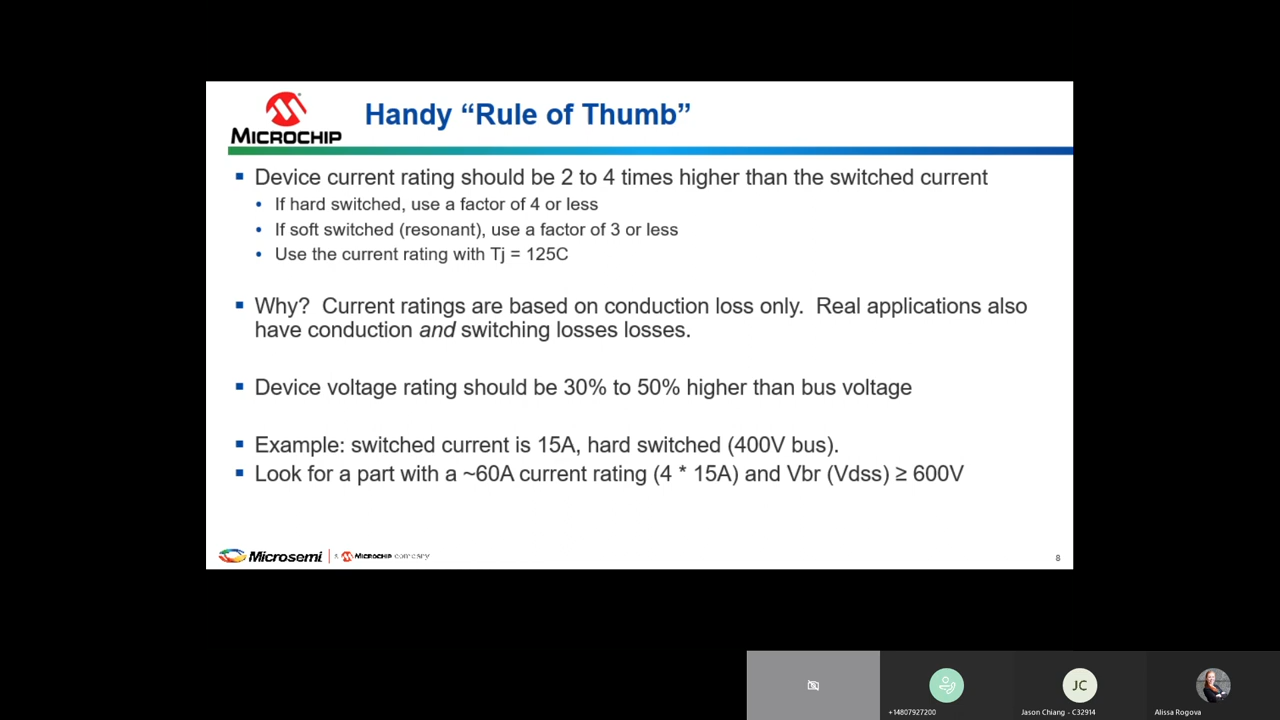 MICROCHIP
Handy “Rule of Thumb”
▪ Device current rating should be 2 to 4 times higher than the switched current
• If hard switched, use a factor of 4 or less
• If soft switched (resonant), use a factor of 3 or less
• Use the current rating with Tj = 125C
▪ Why? Current ratings are based on conduction loss only. Real applications also
have conduction and switching losses losses.
▪ Device voltage rating should be 30% to 50% higher than bus voltage
▪ Example: switched current is 15A, hard switched (400V bus).
▪ Look for a part with a ~60A current rating (4 * 15A) and Vbr (Vdss) ≥ 600V
Microsemi | a MICROCHIP company
8
JC
+14807927200
Jason Chiang - C32914
Alissa Rogova